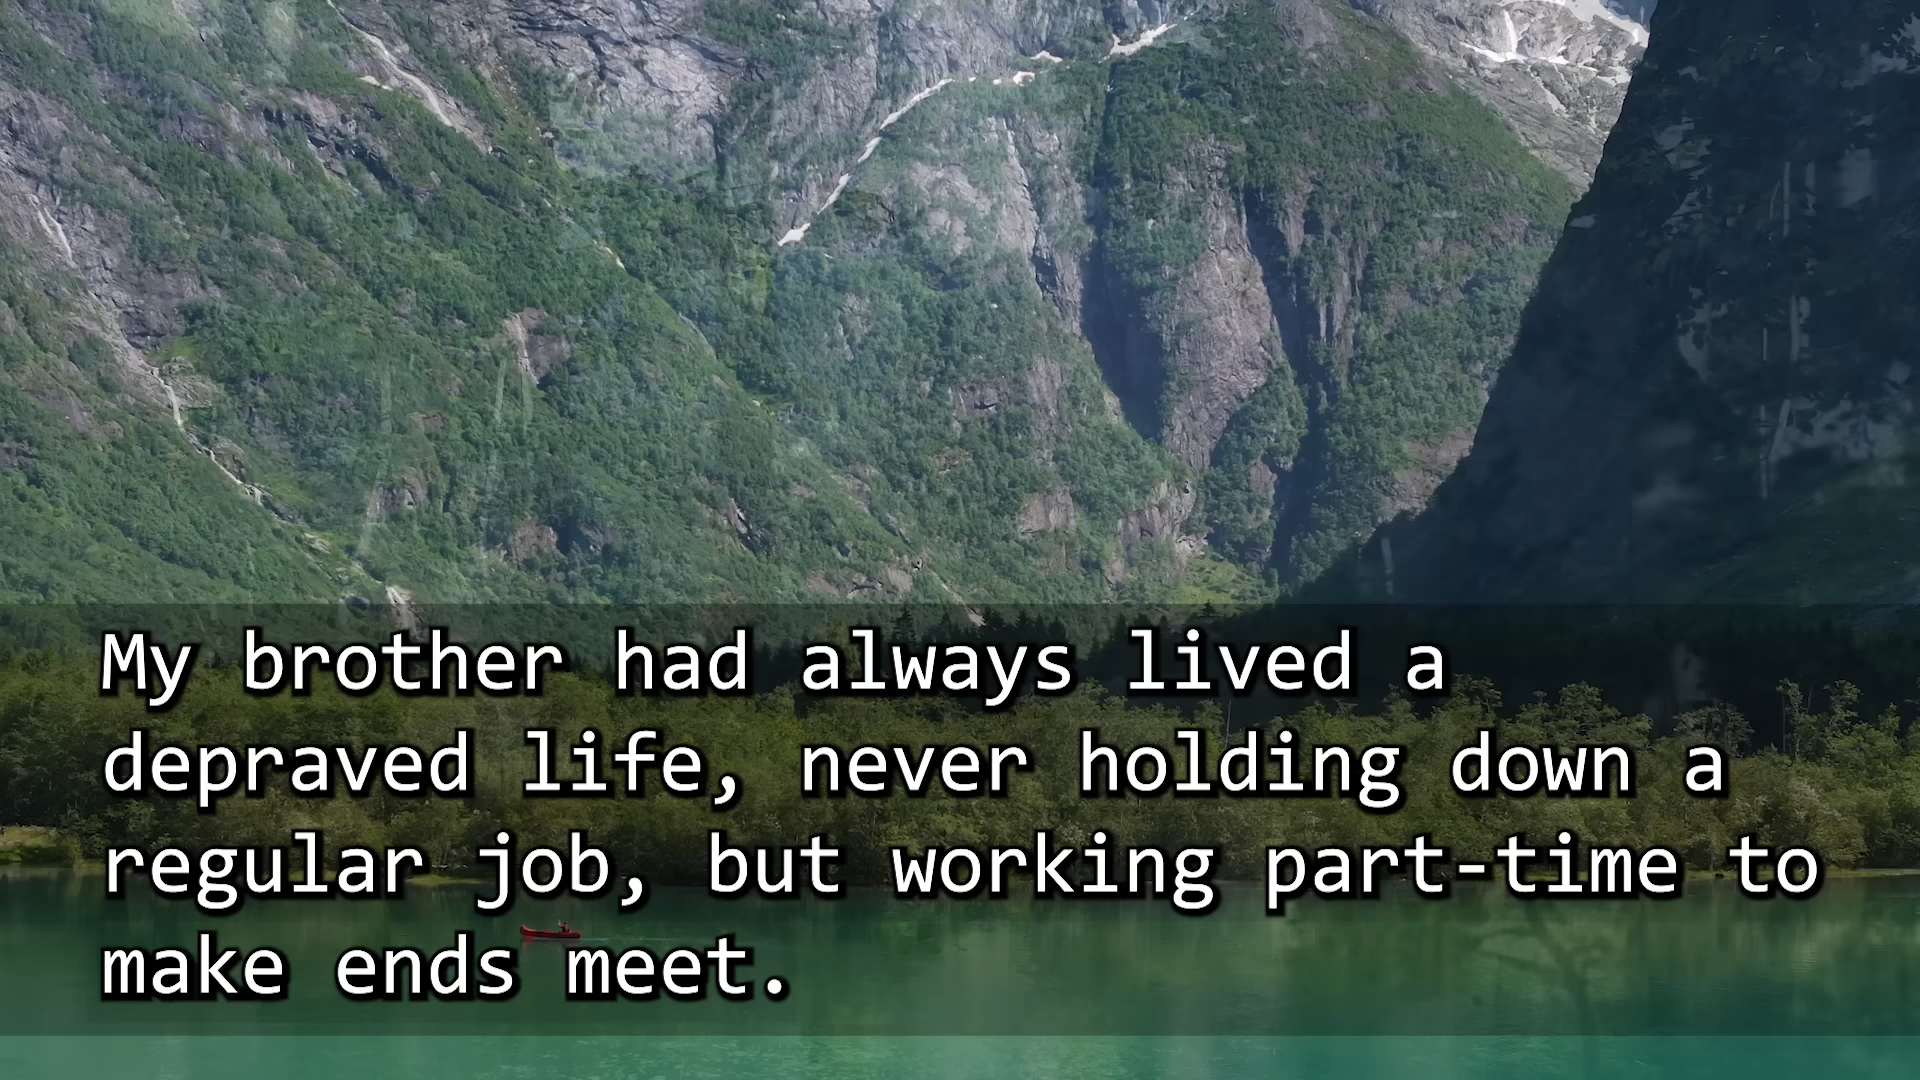 My brother had always lived a
depraved life, never holding down a
regular job, but working part-time to
make ends meet.